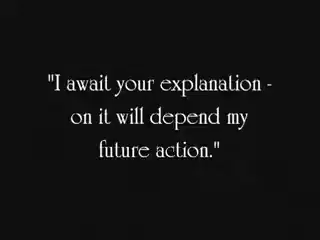 "I await your explanation -
on it will depend my
future action."